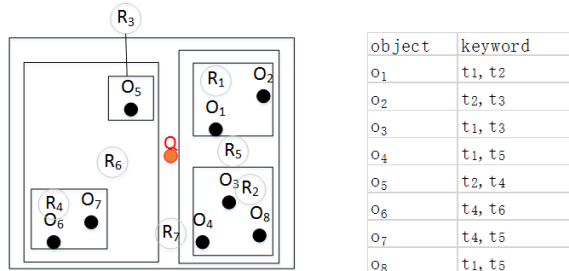 R3
R1
O2
O5
O1
Q
R5
R6
O3
R2
R4
O7
O6
R7
O4
O8
object keyword
o1 t1, t2
o2 t2, t3
o3 t1, t3
o4 t1, t5
o5 t2, t4
o6 t4, t6
o7 t4, t5
o8 t1, t5